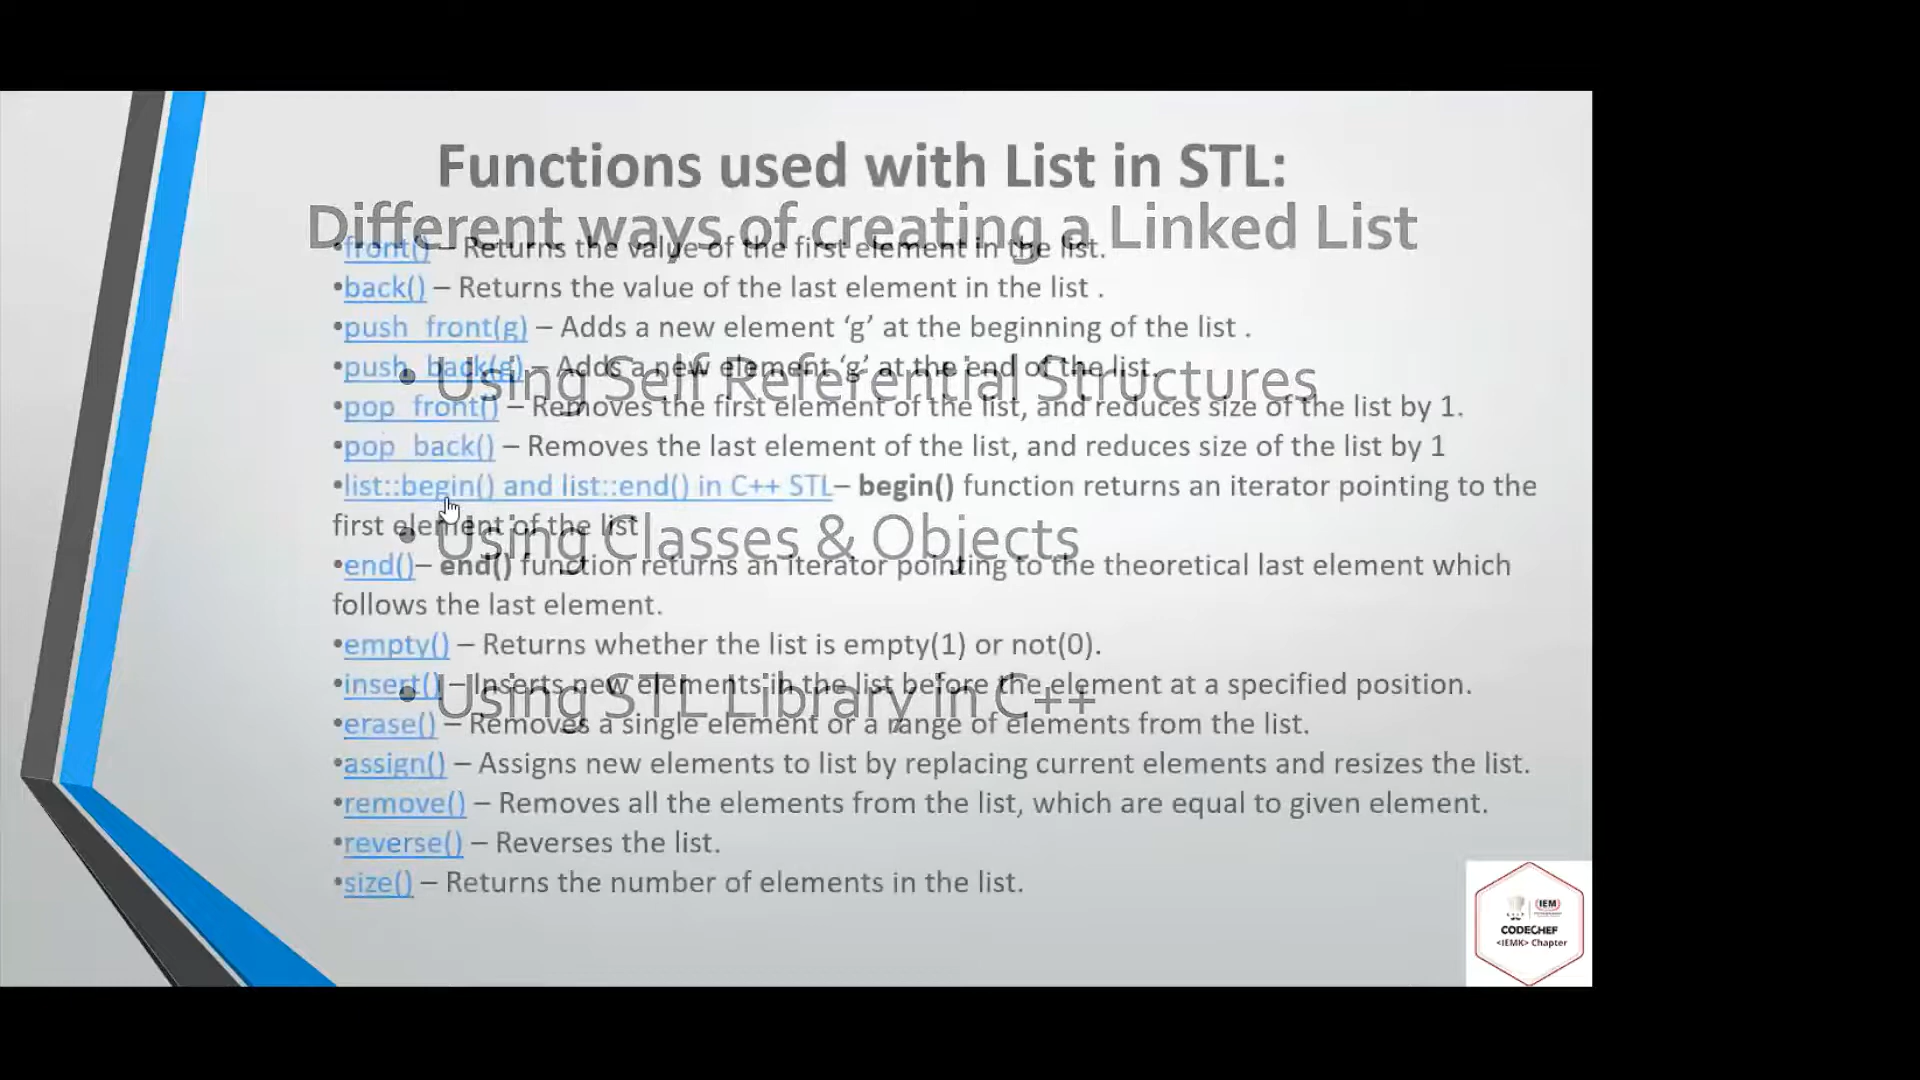 Functions used with List in STL:
Different ways of creating a Linked List
•front() – Returns the value of the first element in the list.
•back() – Returns the value of the last element in the list .
•push_front(g) – Adds a new element ‘g’ at the beginning of the list .
•push_back(g) – Adds a new element ‘g’ at the end of the list.
• Using Self Referential Structures
•pop_front() – Removes the first element of the list, and reduces size of the list by 1.
•pop_back() – Removes the last element of the list, and reduces size of the list by 1
•list::begin() and list::end() in C++ STL– begin() function returns an iterator pointing to the
first element of the list
• Using Classes & Objects
•end()– end() function returns an iterator pointing to the theoretical last element which
follows the last element.
•empty() – Returns whether the list is empty(1) or not(0).
•insert() – Inserts new elements in the list before the element at a specified position.
• Using STL Library in C++
•erase() – Removes a single element or a range of elements from the list.
•assign() – Assigns new elements to list by replacing current elements and resizes the list.
•remove() – Removes all the elements from the list, which are equal to given element.
•reverse() – Reverses the list.
•size() – Returns the number of elements in the list.
IEM
CODECHEF
<IEMK> Chapter